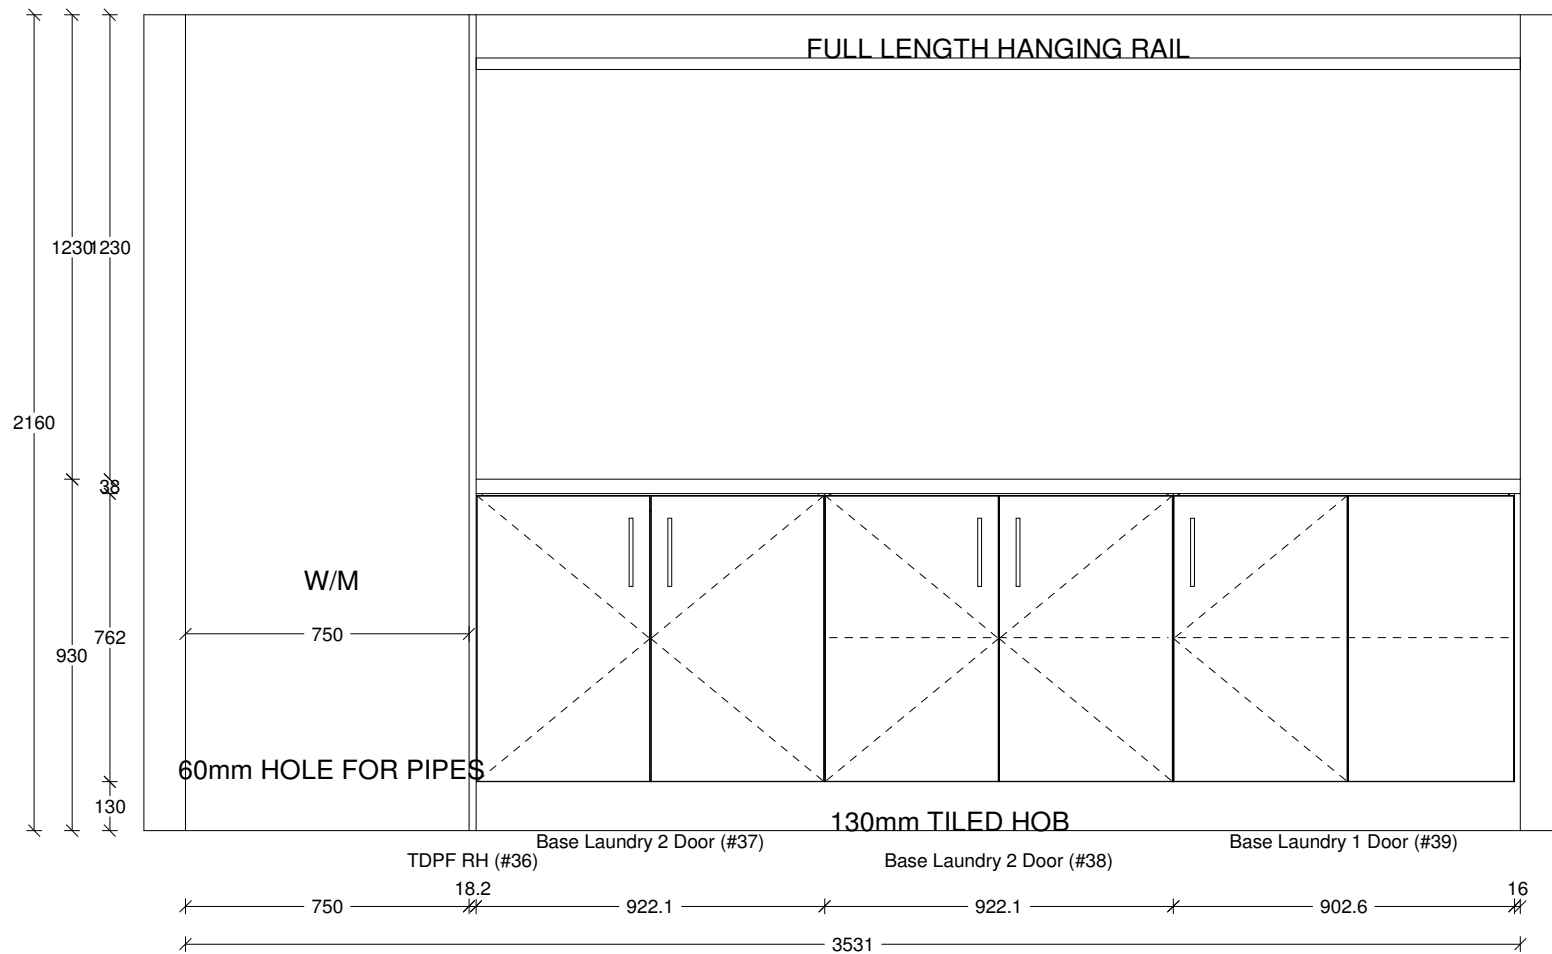 FULL LENGTH HANGING RAIL
1230
1230
2160
38
W/M
750
762
930
60mm HOLE FOR PIPES
130
130mm TILED HOB
Base Laundry 2 Door (#37)
Base Laundry 1 Door (#39)
TDPF RH (#36)
Base Laundry 2 Door (#38)
18.2
16
750
922.1
922.1
902.6
3531